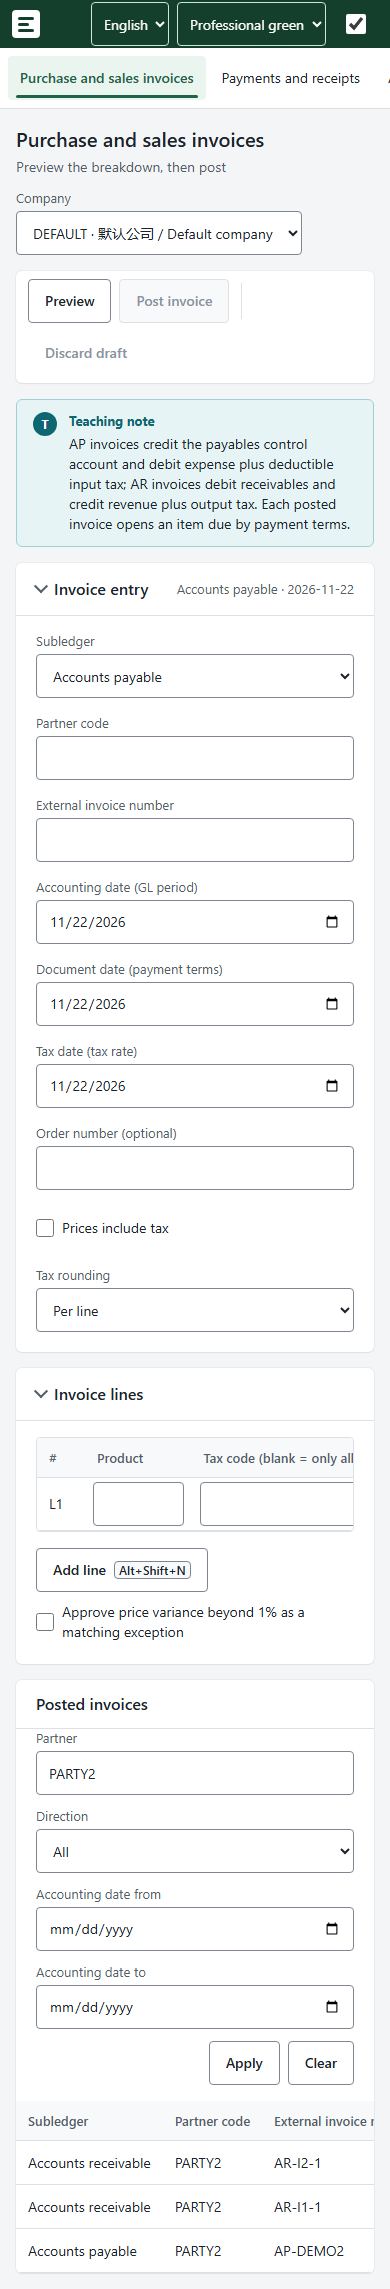 English
Professional green
Purchase and sales invoices
Payments and receipts
Purchase and sales invoices
Preview the breakdown, then post
Company
DEFAULT · 默认公司 / Default company
Preview
Post invoice
Discard draft
T
Teaching note
AP invoices credit the payables control
account and debit expense plus deductible
input tax; AR invoices debit receivables and
credit revenue plus output tax. Each posted
invoice opens an item due by payment terms.
Invoice entry
Accounts payable · 2026-11-22
Subledger
Accounts payable
Partner code
External invoice number
Accounting date (GL period)
11/22/2026
Document date (payment terms)
11/22/2026
Tax date (tax rate)
11/22/2026
Order number (optional)
Prices include tax
Tax rounding
Per line
Invoice lines
# Product Tax code (blank = only all
L1
Add line Alt+Shift+N
Approve price variance beyond 1% as a
matching exception
Posted invoices
Partner
PARTY2
Direction
All
Accounting date from
mm/dd/yyyy
Accounting date to
mm/dd/yyyy
Apply
Clear
Subledger Partner code External invoice
Accounts receivable PARTY2 AR-I2-1
Accounts receivable PARTY2 AR-I1-1
Accounts payable PARTY2 AP-DEMO2